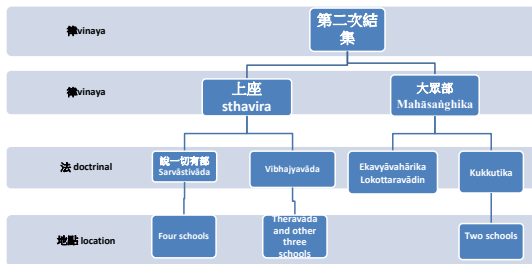 律vinaya
第二次結
集
律vinaya
上座
sthavira
大眾部
Mahāsaṅghika
法 doctrinal
說一切有部
Sarvāstivāda
Vibhajyavāda
Ekavyāvahārika
Lokottaravādin
Kukkutika
地點 location
Four schools
Theravada
and other
three
schools
Two schools